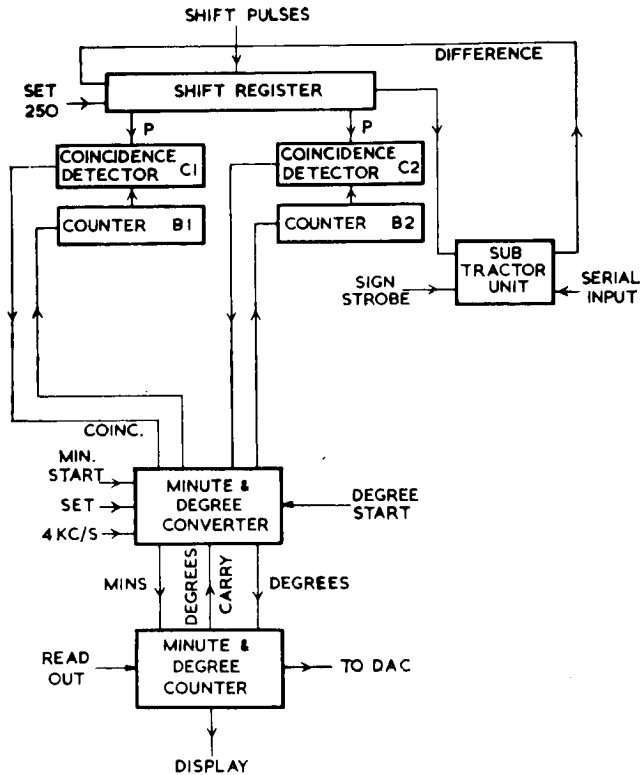 SHIFT PULSES
DIFFERENCE
SET
250
SHIFT REGISTER
P
P
COINCIDENCE
DETECTOR C1
COINCIDENCE
DETECTOR C2
COUNTER B1
COUNTER B2
SUB
TRACTOR
UNIT
SIGN
STROBE
SERIAL
INPUT
COINC.
MIN.
START
SET
4KC/S
MINUTE &
DEGREE
CONVERTER
DEGREE
START
MINS
DEGREES
CARRY
DEGREES
READ
OUT
MINUTE &
DEGREE
COUNTER
TO DAC
DISPLAY